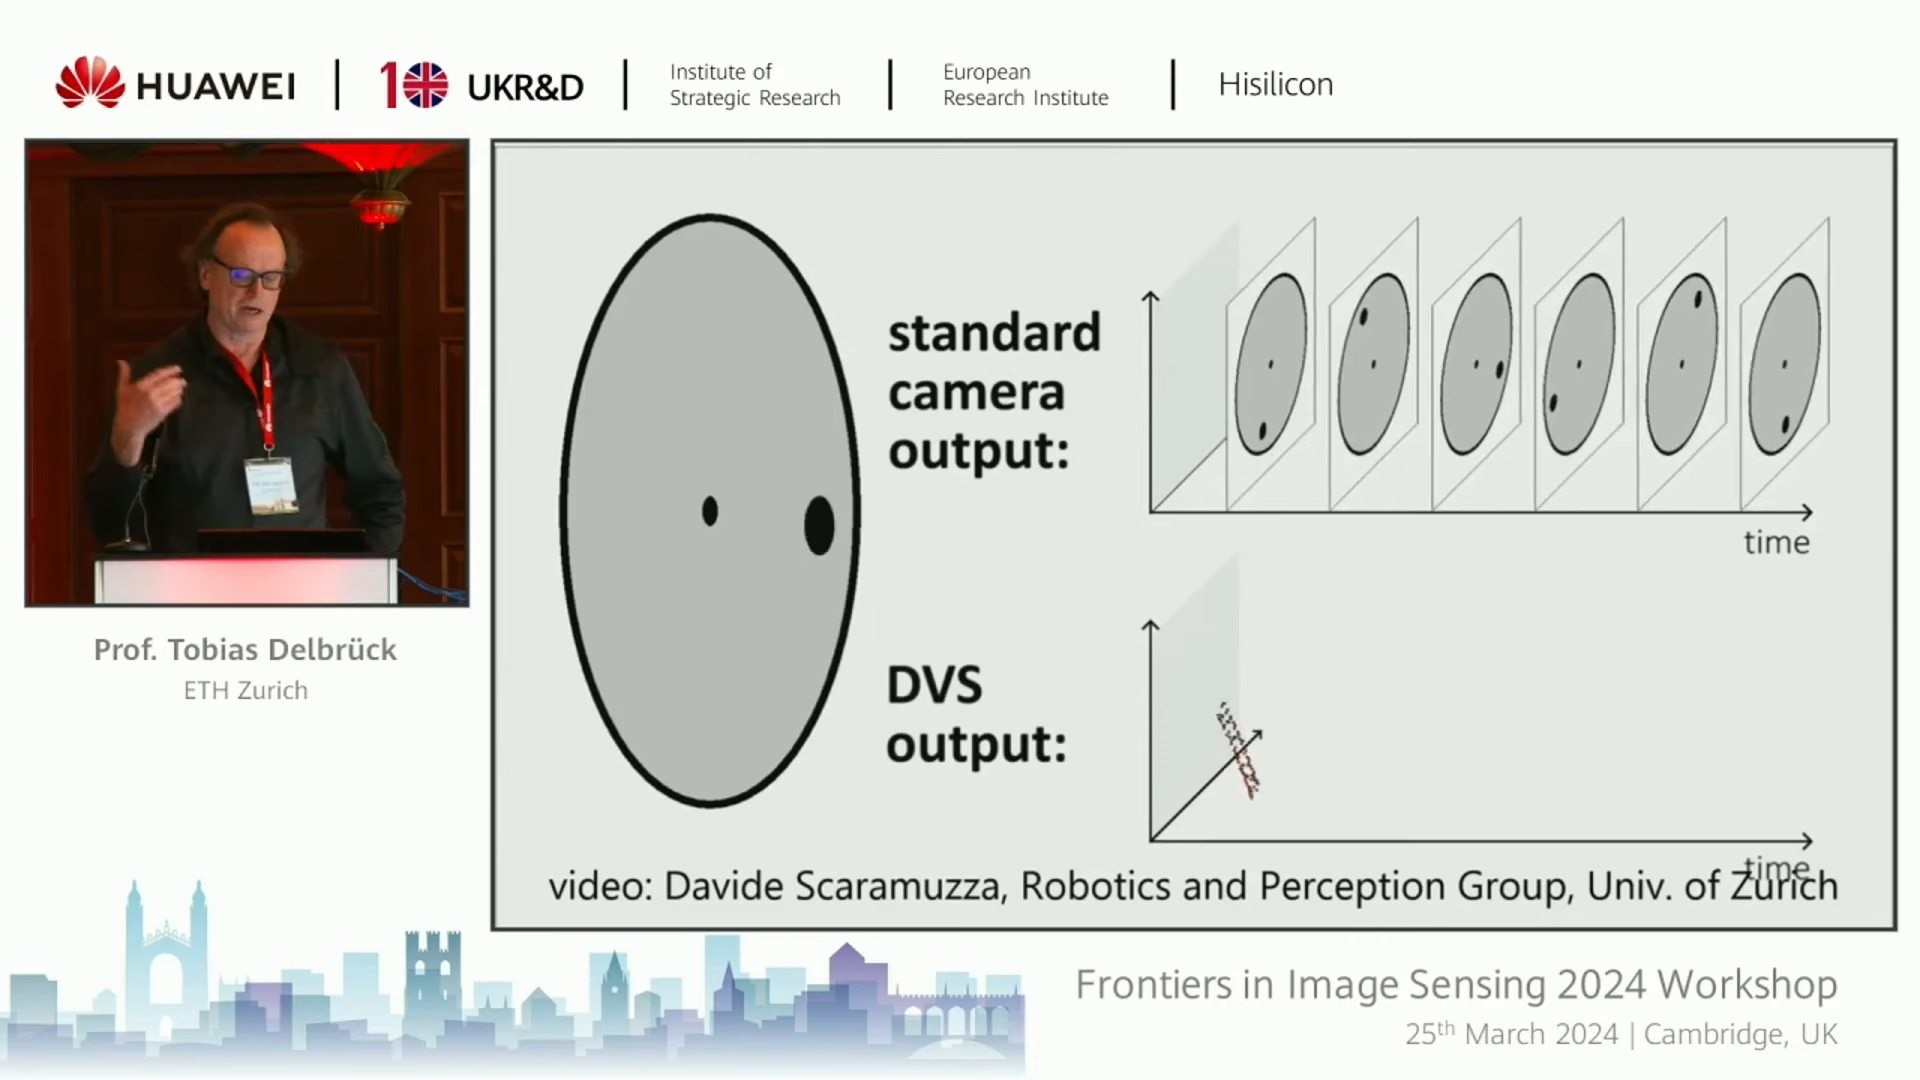 HUAWEI
10 UKR&D
Institute of
Strategic Research
European
Research Institute
Hisilicon
standard
camera
output:
time
DVS
output:
time
video: Davide Scaramuzza, Robotics and Perception Group, Univ. of Zurich
Prof. Tobias Delbrück
ETH Zurich
Frontiers in Image Sensing 2024 Workshop
25th March 2024 | Cambridge, UK